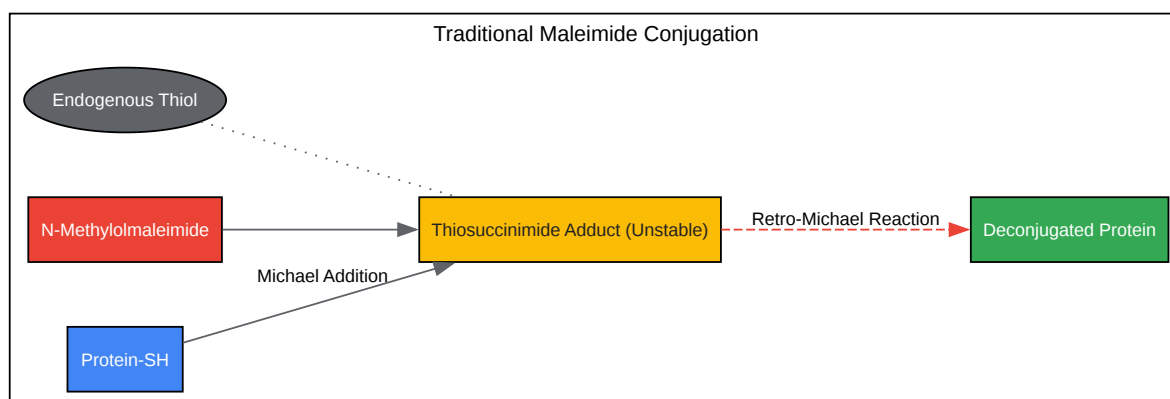 Traditional Maleimide Conjugation
Endogenous Thiol
N-Methylolmaleimide
Thiosuccinimide Adduct (Unstable)
Retro-Michael Reaction
Deconjugated Protein
Michael Addition
Protein-SH